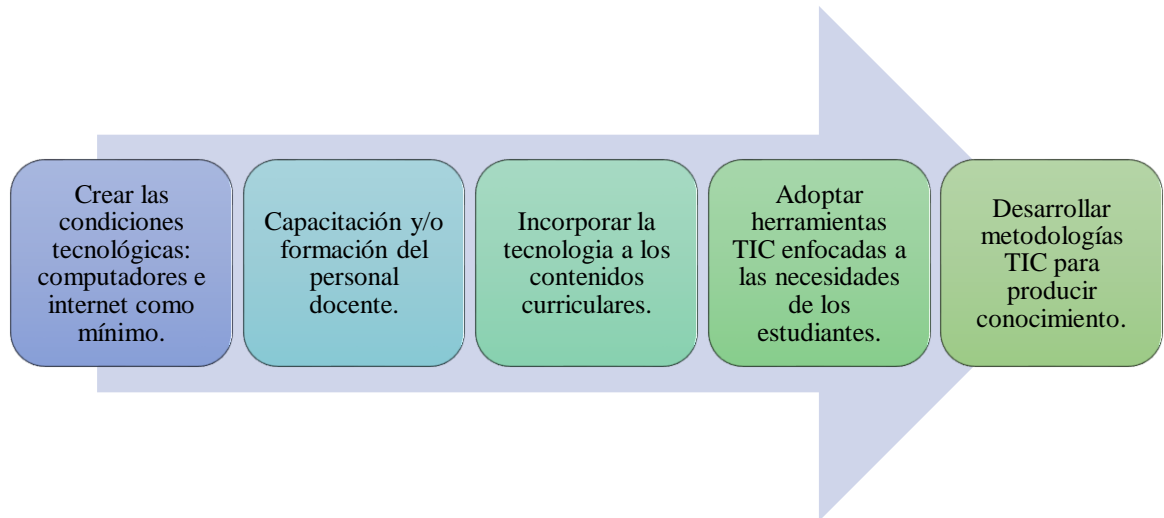 Crear las
condiciones
tecnológicas:
computadores e
internet como
mínimo.
Capacitación y/o
formación del
personal
docente.
Incorporar la
tecnologia a los
contenidos
curriculares.
Adoptar
herramientas
TIC enfocadas a
las necesidades
de los
estudiantes.
Desarrollar
metodologías
TIC para
producir
conocimiento.